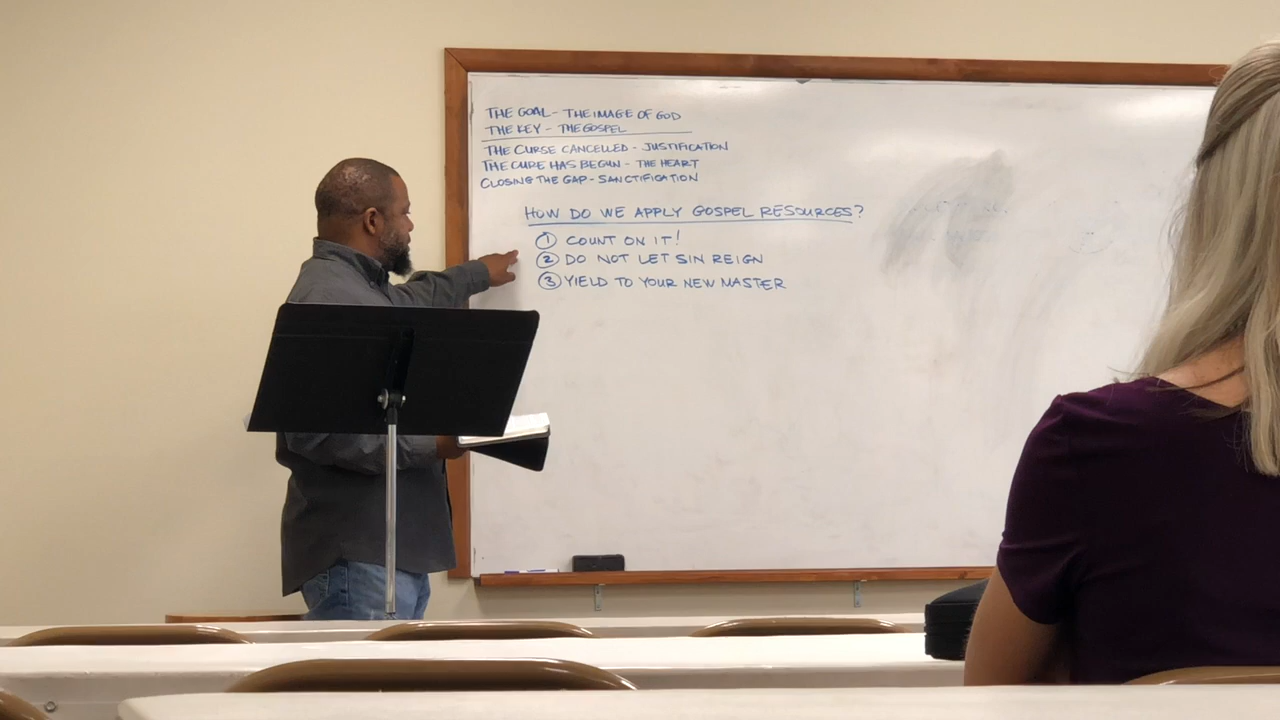 THE GOAL - THE IMAGE OF GOD
THE KEY - THE GOSPEL
THE CURSE CANCELLED - JUSTIFICATION
THE CURE HAS BEGUN - THE HEART
CLOSING THE GAP - SANCTIFICATION
HOW DO WE APPLY GOSPEL RESOURCES?
1 COUNT ON IT!
2 DO NOT LET SIN REIGN
3 YIELD TO YOUR NEW MASTER